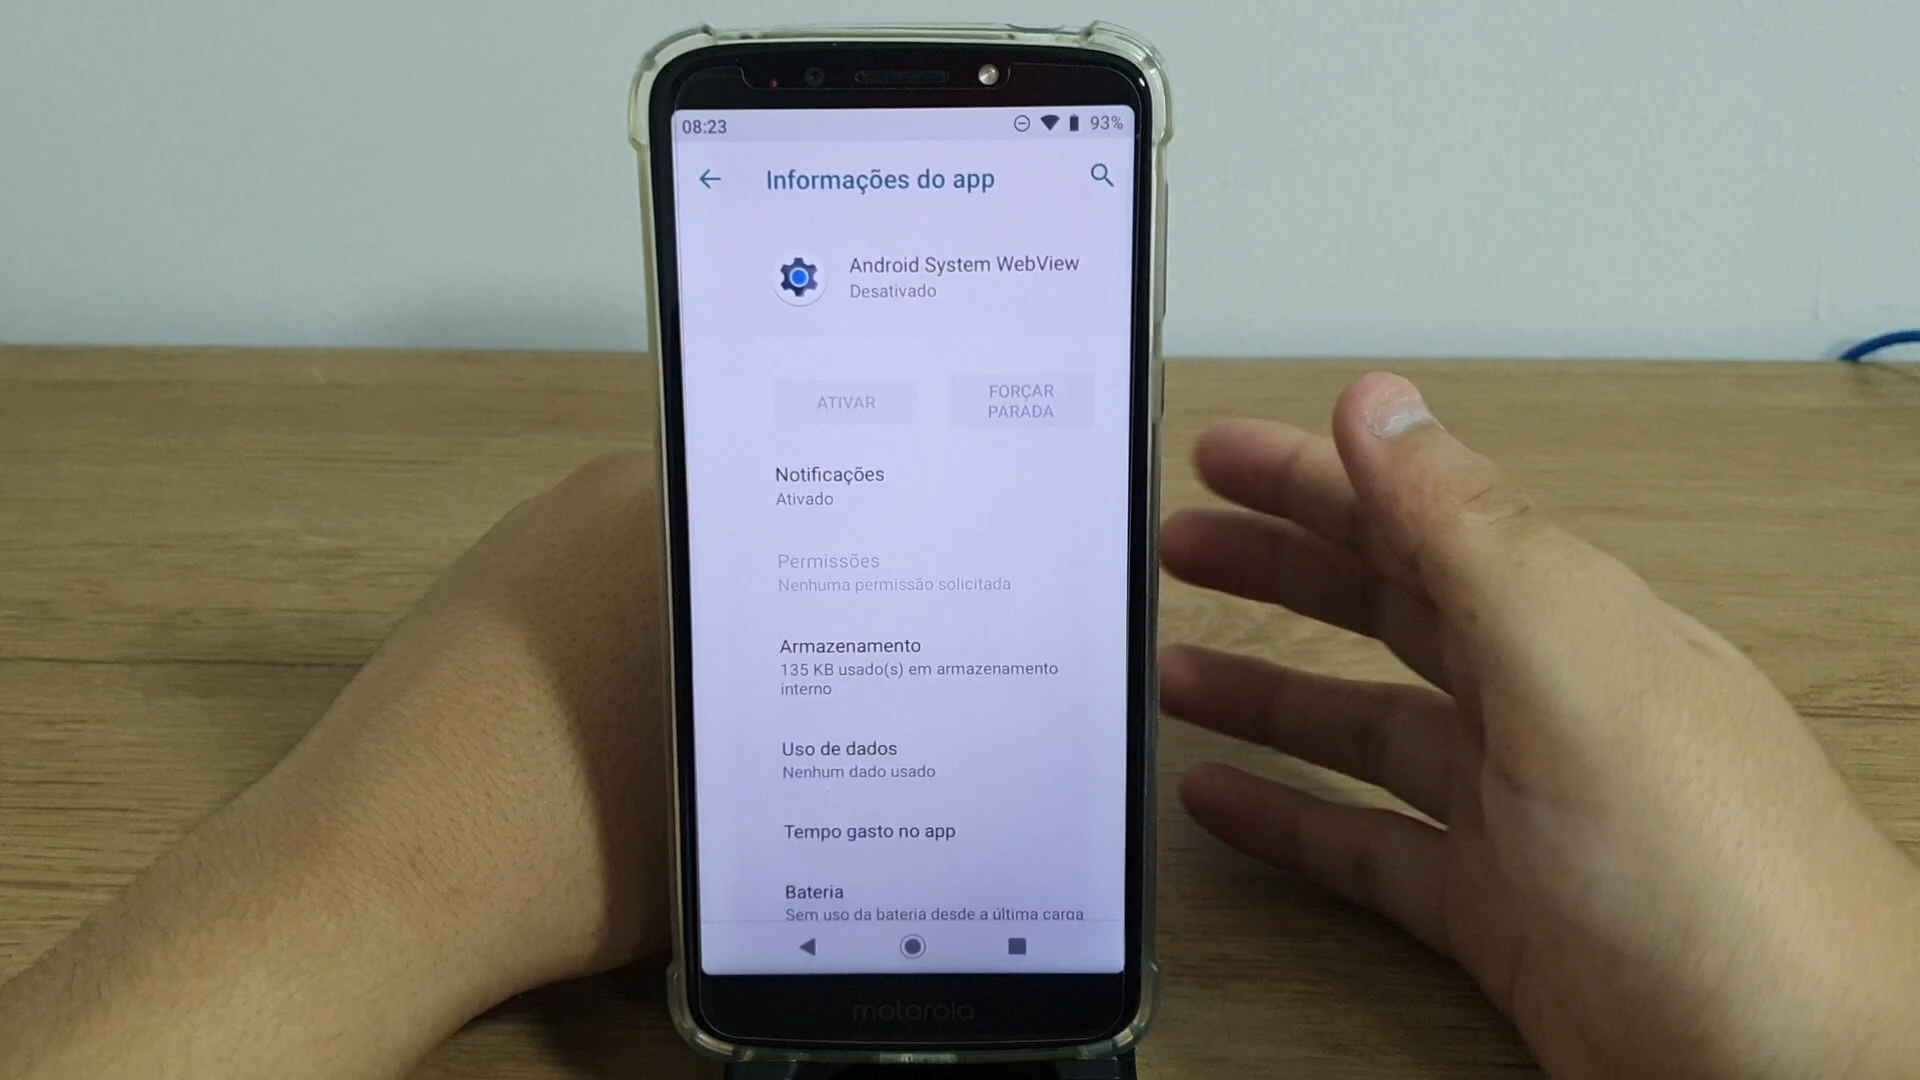 08:23
93%
Informações do app
Android System WebView
Desativado
ATIVAR
FORÇAR
PARADA
Notificações
Ativado
Permissões
Nenhuma permissão solicitada
Armazenamento
135 KB usado(s) em armazenamento
interno
Uso de dados
Nenhum dado usado
Tempo gasto no app
Bateria
Sem uso da bateria desde a última carga
motorola